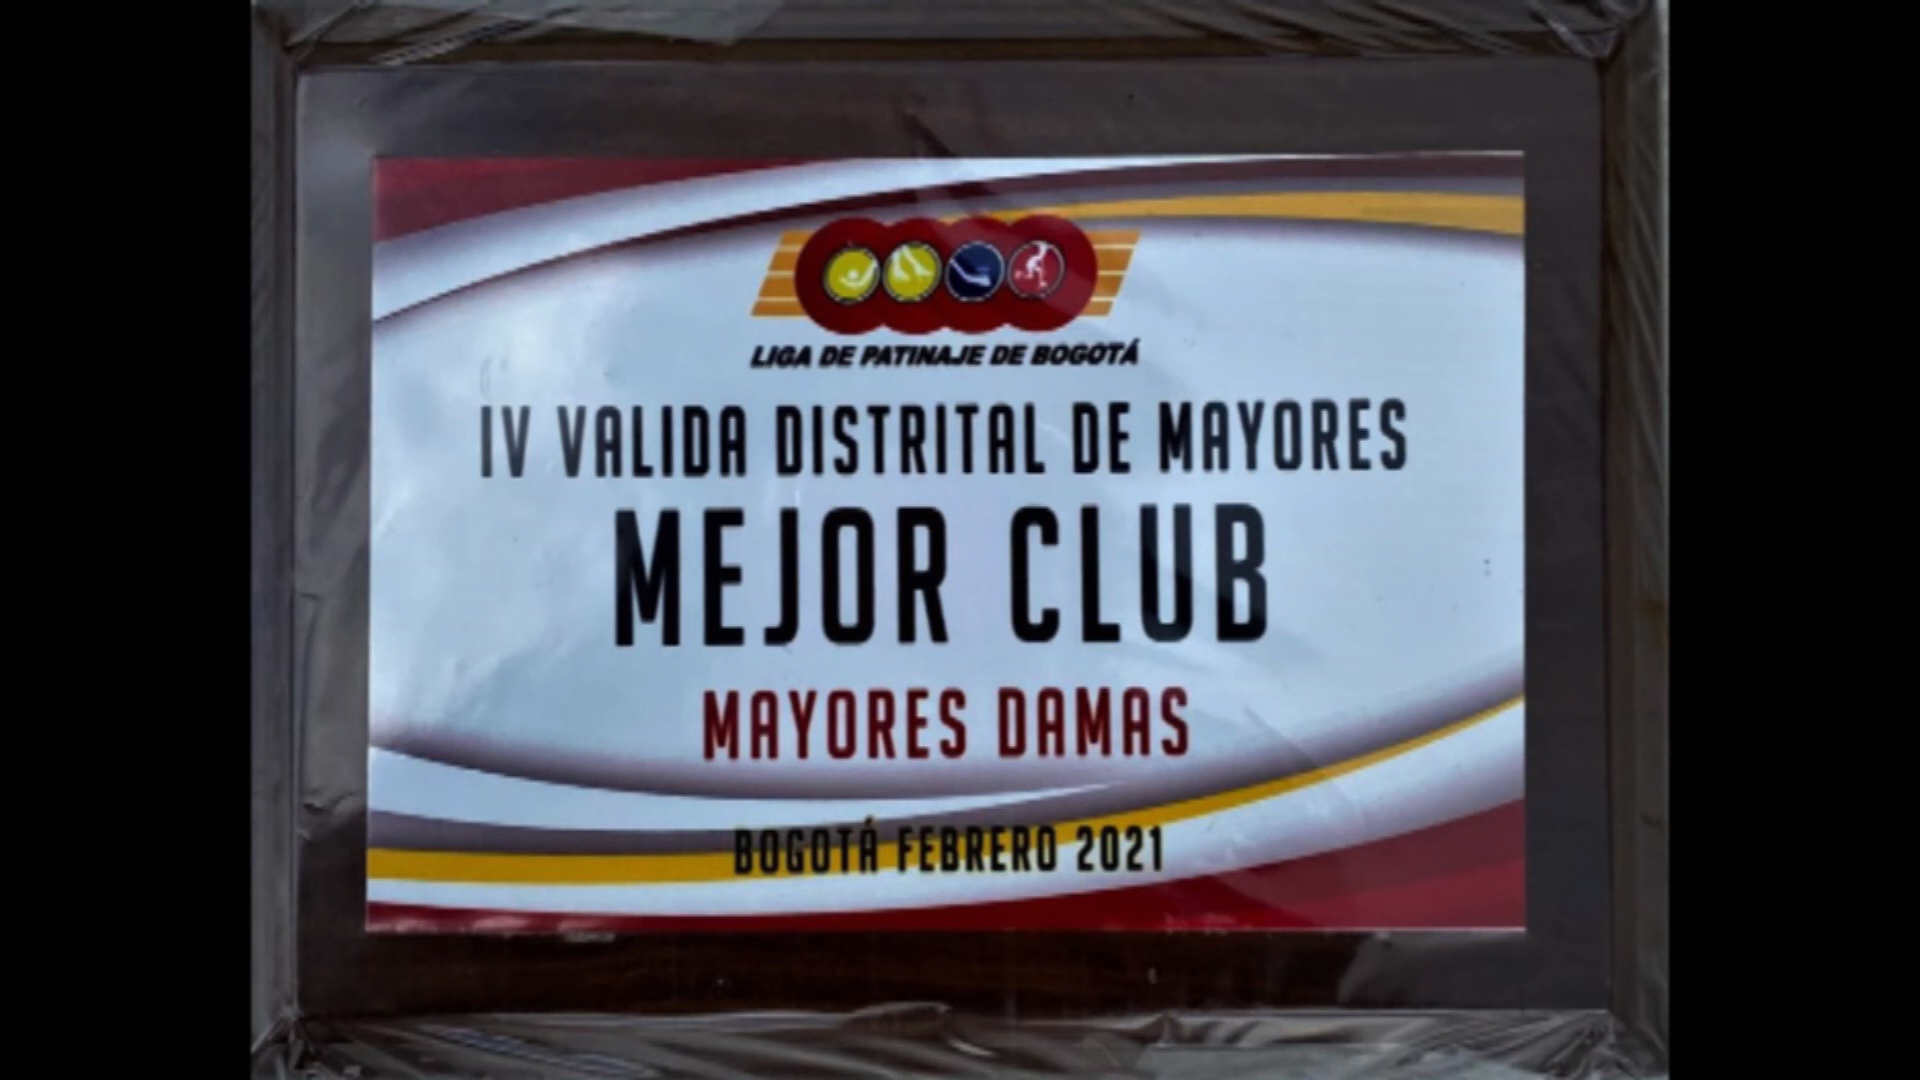 LIGA DE PATINAJE DE BOGOTÁ
IV VALIDA DISTRITAL DE MAYORES
MEJOR CLUB
MAYORES DAMAS
BOGOTÁ FEBRERO 2021